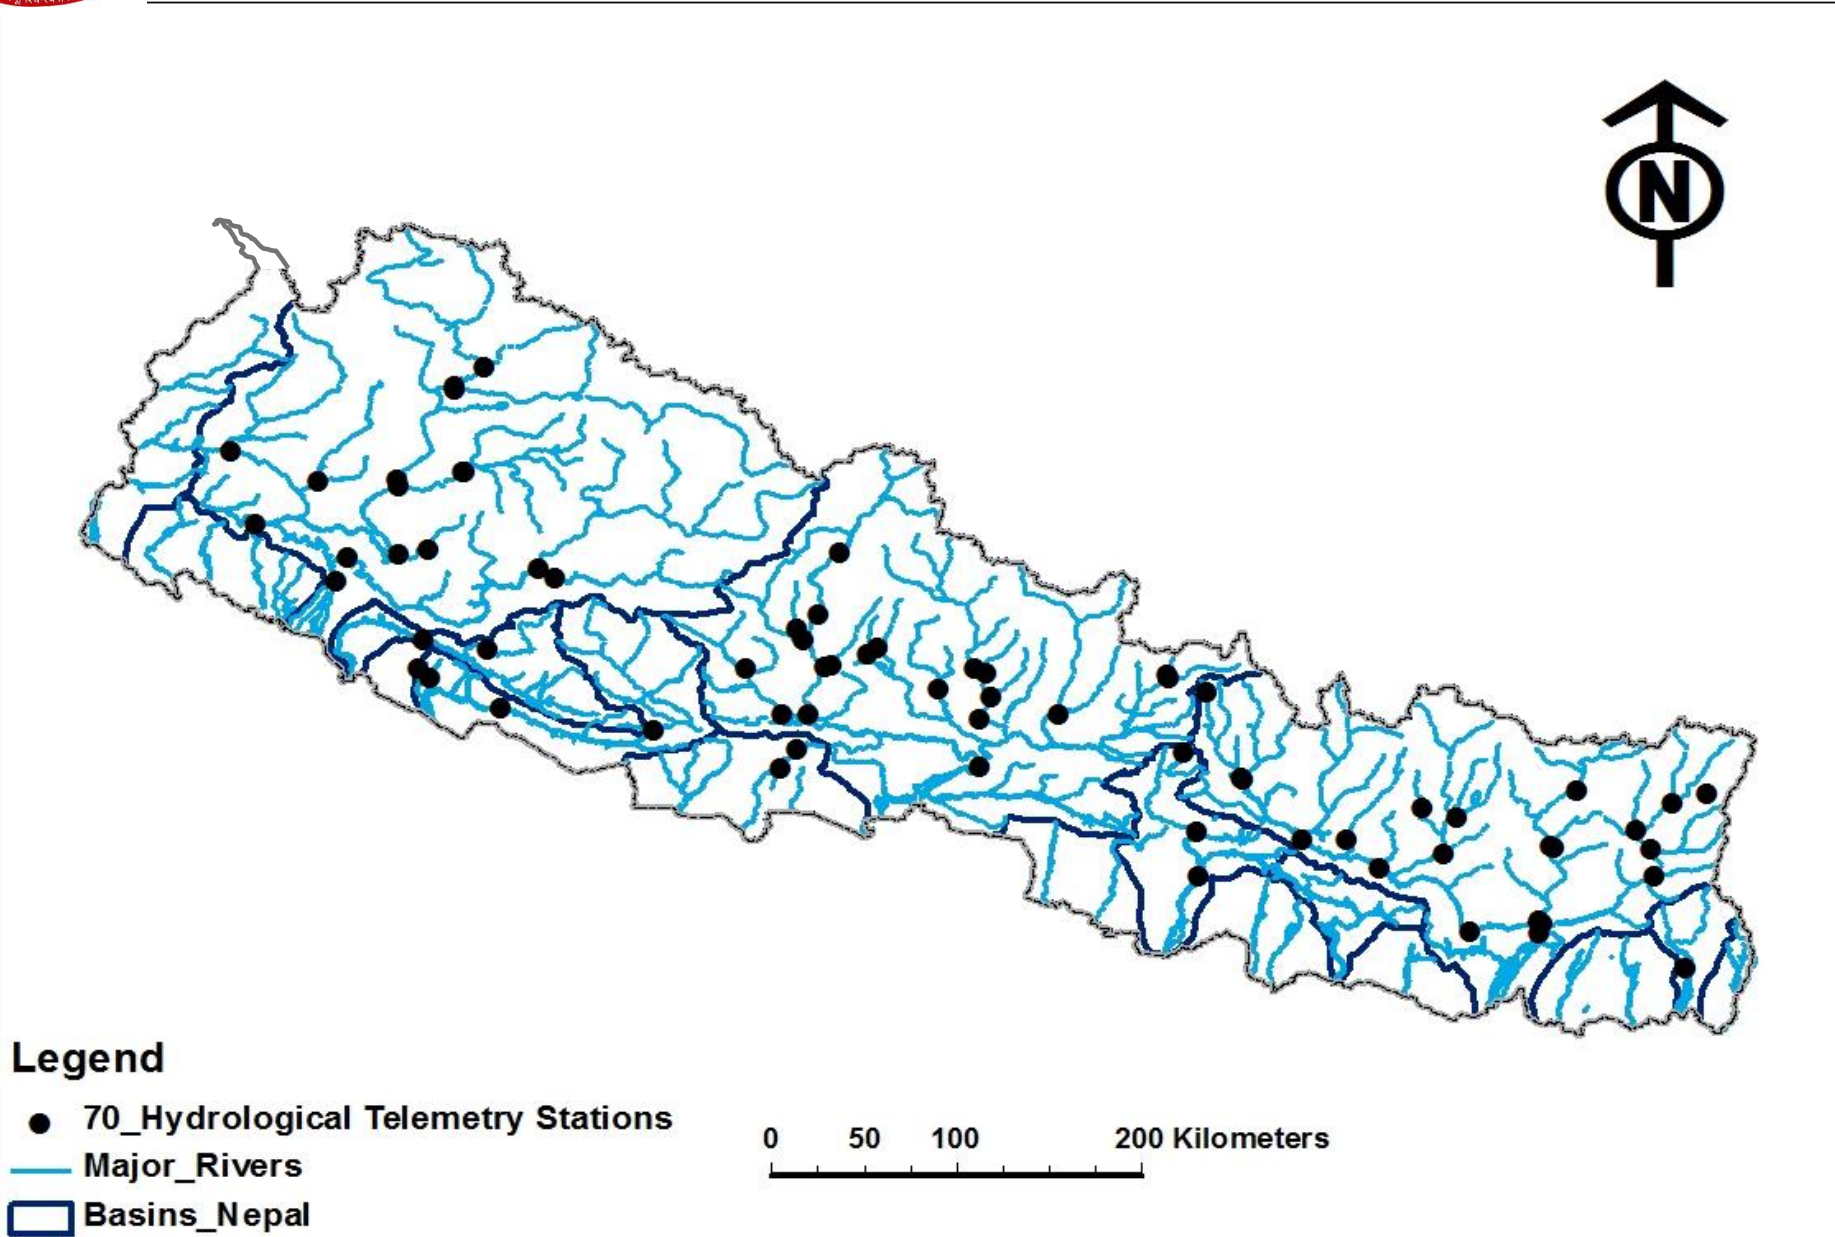 N
Legend
70_Hydrological Telemetry Stations
Major_Rivers
Basins_Nepal
0 50 100 200 Kilometers